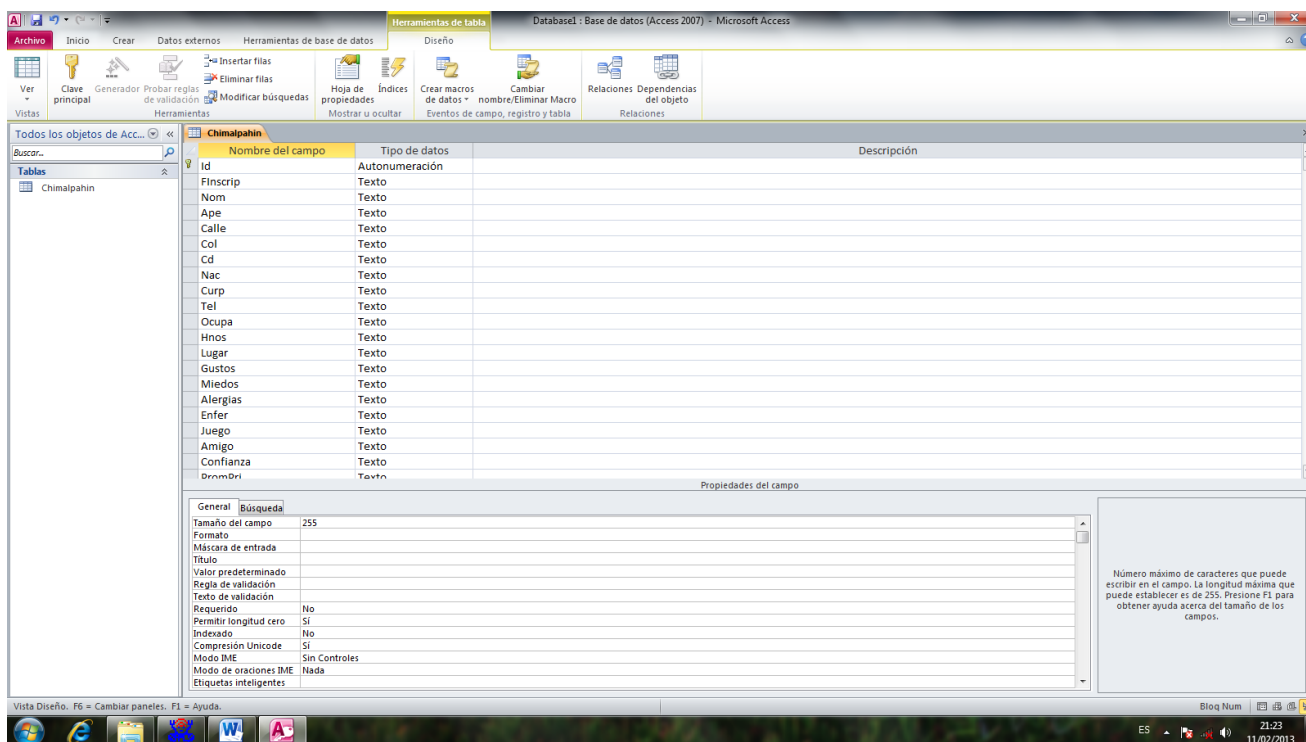 Herramientas de tabla
Database1 : Base de datos (Access 2007) - Microsoft Access
Archivo Inicio Crear Datos externos Herramientas de base de datos Diseño
Ver
Clave principal
Generador
Probar reglas de validación
Insertar filas
Eliminar filas
Modificar búsquedas
Hoja de propiedades
Índices
Crear macros de datos
Cambiar nombre/Eliminar Macro
Relaciones
Dependencias del objeto
Vistas Herramientas Mostrar u ocultar Eventos de campo, registro y tabla Relaciones
Todos los objetos de Acc...
Buscar...
Tablas
Chimalpahin
Chimalpahin
Nombre del campo Tipo de datos Descripción
Id Autonumeración
FInscrip Texto
Nom Texto
Ape Texto
Calle Texto
Col Texto
Cd Texto
Nac Texto
Curp Texto
Tel Texto
Ocupa Texto
Hnos Texto
Lugar Texto
Gustos Texto
Miedos Texto
Alergias Texto
Enfer Texto
Juego Texto
Amigo Texto
Confianza Texto
PromPri Texto
Propiedades del campo
General Búsqueda
Tamaño del campo 255
Formato
Máscara de entrada
Título
Valor predeterminado
Regla de validación
Texto de validación
Requerido No
Permitir longitud cero Sí
Indexado No
Compresión Unicode Sí
Modo IME Sin Controles
Modo de oraciones IME Nada
Etiquetas inteligentes
Número máximo de caracteres que puede
escribir en el campo. La longitud máxima que
puede establecer es de 255. Presione F1 para
obtener ayuda acerca del tamaño de los
campos.
Vista Diseño. F6 = Cambiar paneles. F1 = Ayuda.
Bloq Num
ES
21:23
11/02/2013